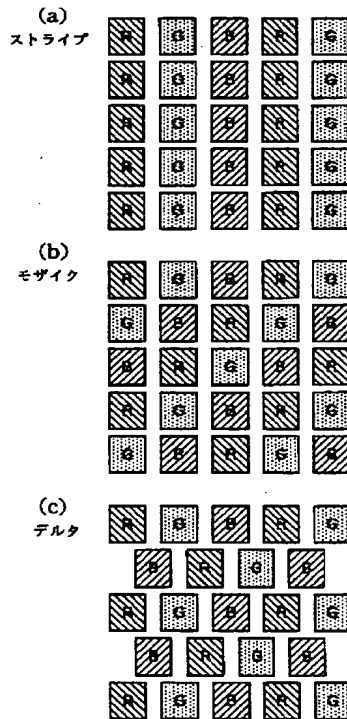 (a)
ストライプ
R G B R G
R G B R G
R G B R G
R G B R G
R G B R G
(b)
モザイク
R G B R G
G B R G B
B R G B R
R G B R G
G B R G B
(c)
デルタ
R G B R G
B R G B
R G B R G
B R G B
R G B R G